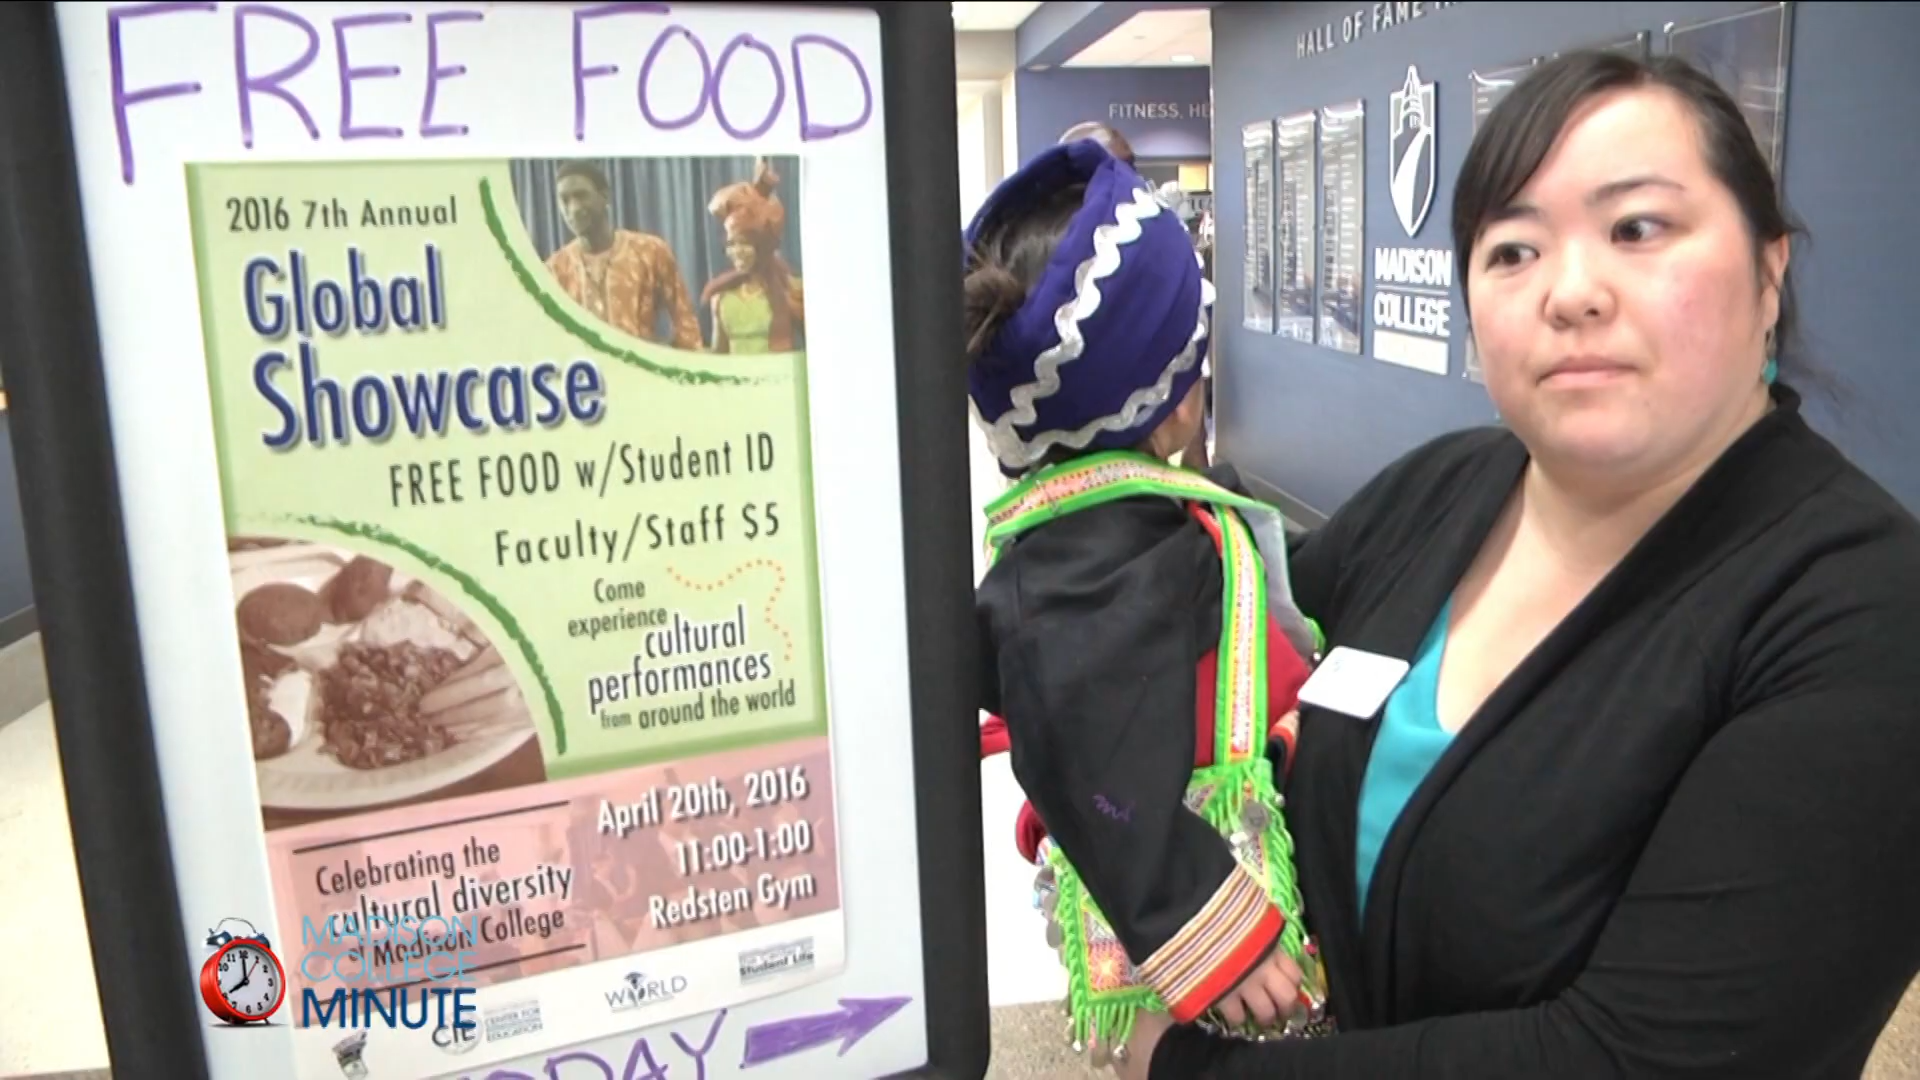 FREE FOOD
2016 7th Annual
Global
Showcase
FREE FOOD w/Student ID
Faculty/Staff $5
Come
experience
cultural
performances
from around the world
April 20th, 2016
11:00-1:00
Redsten Gym
Celebrating the
cultural diversity
of Madison College
MADISON
COLLEGE
MINUTE
CIE
CENTER FOR
EDUCATION
WORLD
Student Life
TODAY
HALL OF FAME
FITNESS, HE
MADISON
COLLEGE